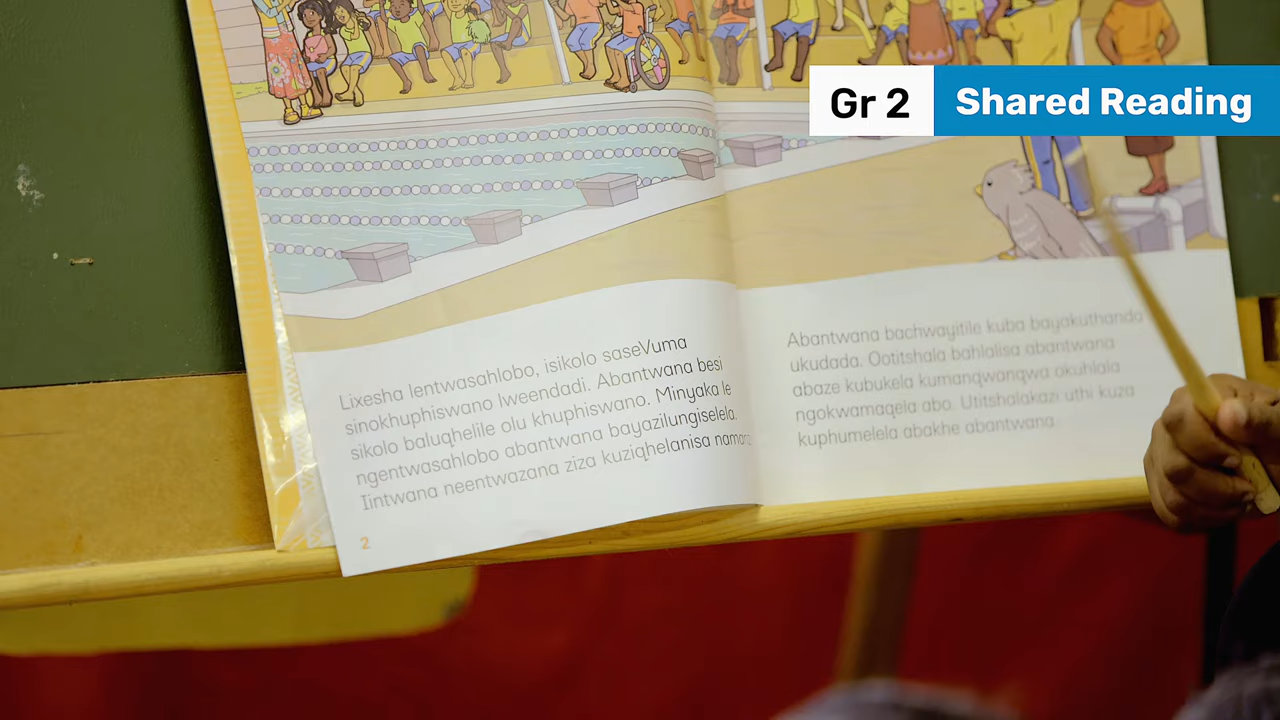 Gr 2
Shared Reading
Lixesha lentwasahlobo, isikolo saseVuma
sinokhuphiswano lweendadi. Abantwana besi
sikolo baluqhelile olu khuphiswano. Minyaka le
ngentwasahlobo abantwana bayazilungiselela.
Iintwana neentwazana ziza kuziqhelanisa
2
Abantwana bachwayitile kuba bayakuthanda
ukudada. Ootitshala bahlalisa abantwana
abaze kubukela kumanqwanqwa okuhlala
ngokwamaqela abo. Utitshalakazi uthi kuza
kuphumelela abakhe abantwana.